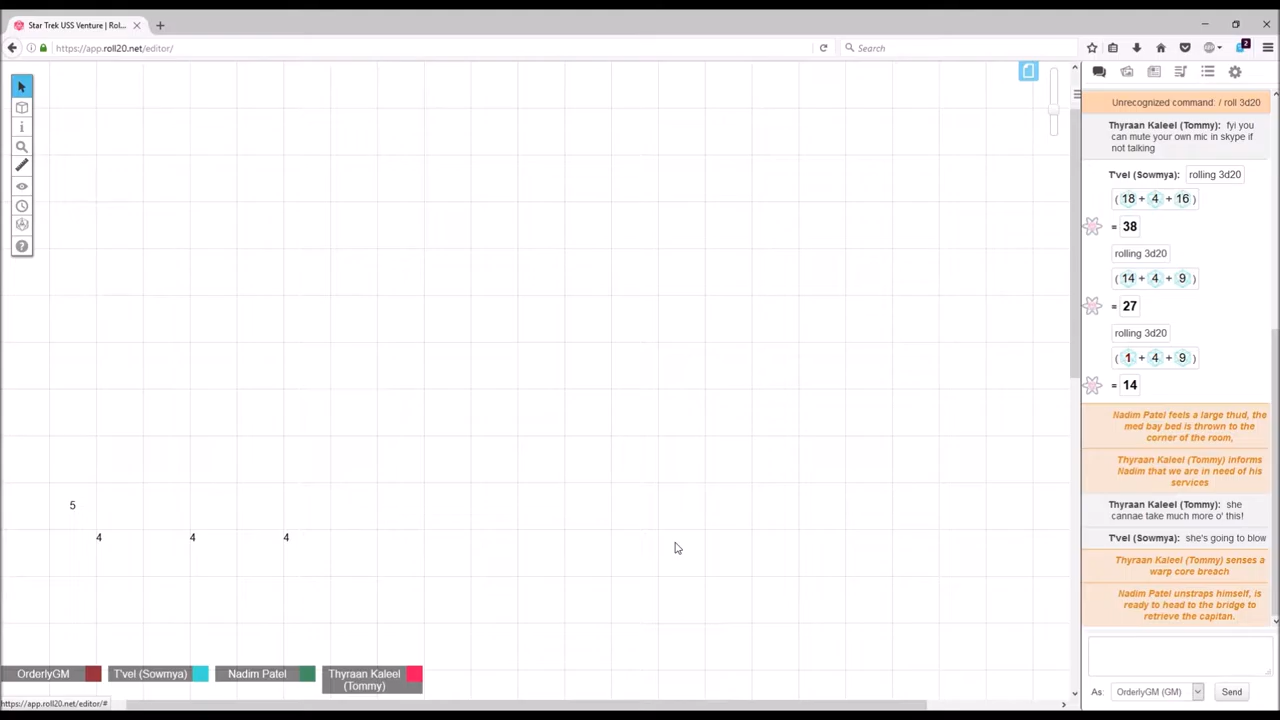 Star Trek USS Venture | Rol...
https://app.roll20.net/editor/
Search
2
Unrecognized command: / roll 3d20
Thyraan Kaleel (Tommy): fyi you
can mute your own mic in skype if
not talking
T'vel (Sowmya): rolling 3d20
(18 + 4 + 16)
= 38
rolling 3d20
(14 + 4 + 9)
= 27
rolling 3d20
(1 + 4 + 9)
= 14
Nadim Patel feels a large thud, the
med bay bed is thrown to the
corner of the room,
Thyraan Kaleel (Tommy) informs
Nadim that we are in need of his
services
Thyraan Kaleel (Tommy): she
cannae take much more o' this!
T'vel (Sowmya): she's going to blow
Thyraan Kaleel (Tommy) senses a
warp core breach
Nadim Patel unstraps himself, is
ready to head to the bridge to
retrieve the capitan.
5
4 4 4
OrderlyGM T'vel (Sowmya) Nadim Patel Thyraan Kaleel
(Tommy)
As: OrderlyGM (GM) Send
https://app.roll20.net/editor/#